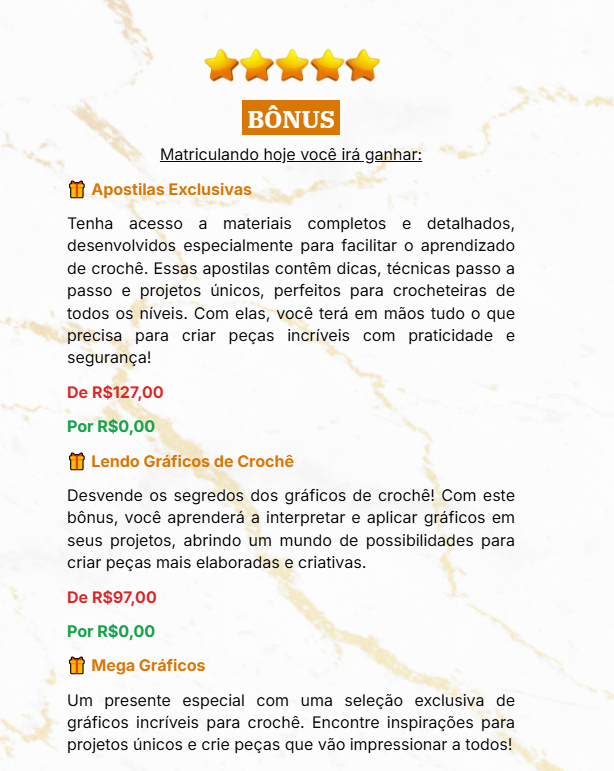 BÔNUS
Matriculando hoje você irá ganhar:
Apostilas Exclusivas
Tenha acesso a materiais completos e detalhados,
desenvolvidos especialmente para facilitar o aprendizado
de crochê. Essas apostilas contêm dicas, técnicas passo a
passo e projetos únicos, perfeitos para crocheteiras de
todos os níveis. Com elas, você terá em mãos tudo o que
precisa para criar peças incríveis com praticidade e
segurança!
De R$127,00
Por R$0,00
Lendo Gráficos de Crochê
Desvende os segredos dos gráficos de crochê! Com este
bônus, você aprenderá a interpretar e aplicar gráficos em
seus projetos, abrindo um mundo de possibilidades para
criar peças mais elaboradas e criativas.
De R$97,00
Por R$0,00
Mega Gráficos
Um presente especial com uma seleção exclusiva de
gráficos incríveis para crochê. Encontre inspirações para
projetos únicos e crie peças que vão impressionar a todos!